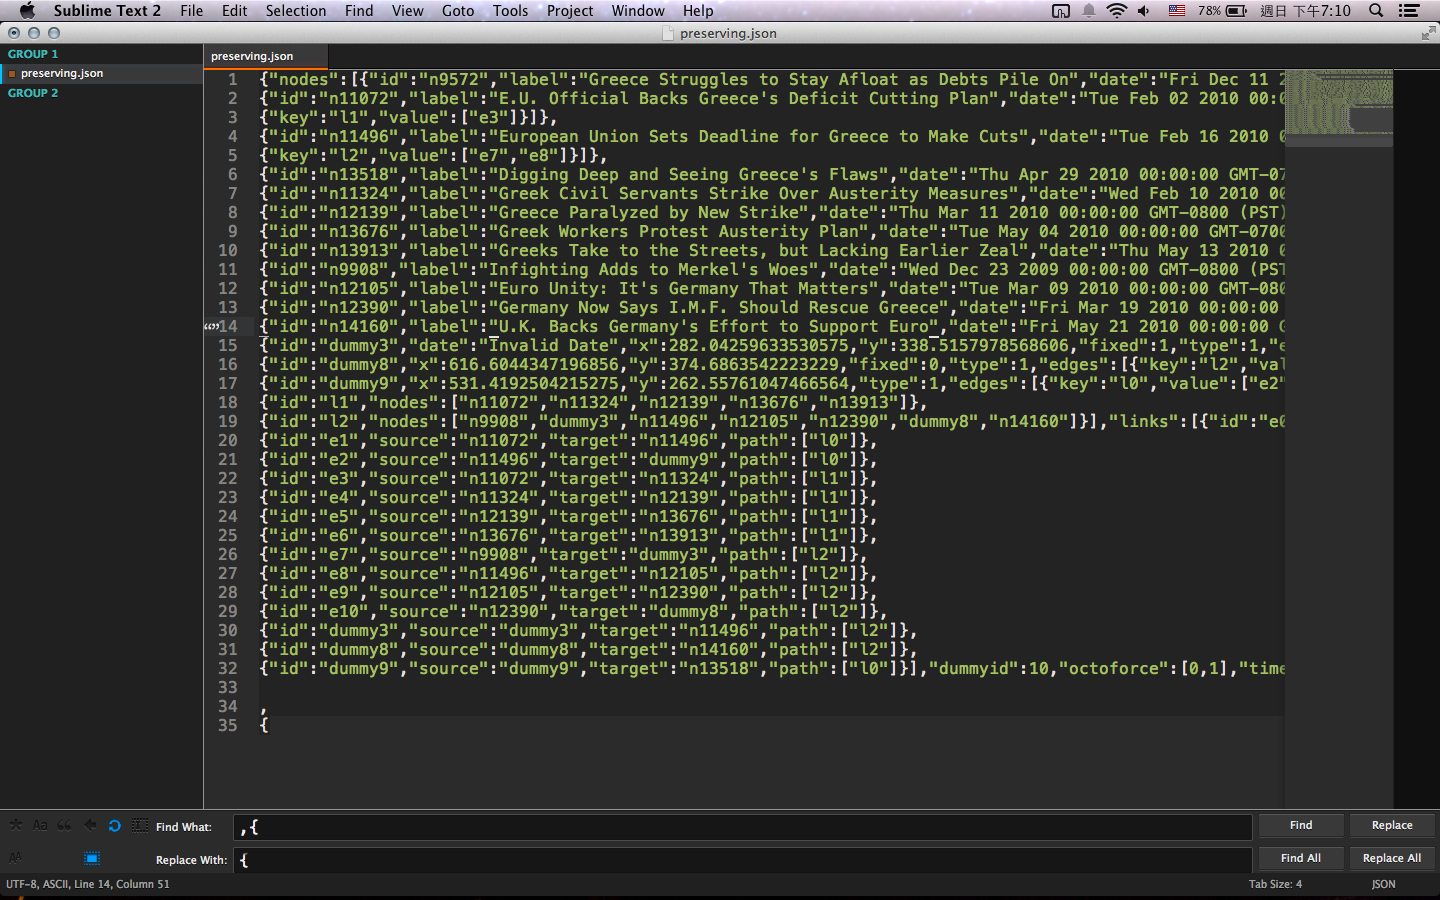 Sublime Text 2 File Edit Selection Find View Goto Tools Project Window Help 78% 週日 下午7:10
preserving.json
GROUP 1
preserving.json
GROUP 2
preserving.json
1 {"nodes":[{"id":"n9572","label":"Greece Struggles to Stay Afloat as Debts Pile On","date":"Fri Dec 11 2
2 {"id":"n11072","label":"E.U. Official Backs Greece's Deficit Cutting Plan","date":"Tue Feb 02 2010 00:0
3 {"key":"l1","value":["e3"]}]},
4 {"id":"n11496","label":"European Union Sets Deadline for Greece to Make Cuts","date":"Tue Feb 16 2010 0
5 {"key":"l2","value":["e7","e8"]}]},
6 {"id":"n13518","label":"Digging Deep and Seeing Greece's Flaws","date":"Thu Apr 29 2010 00:00:00 GMT-07
7 {"id":"n11324","label":"Greek Civil Servants Strike Over Austerity Measures","date":"Wed Feb 10 2010 00
8 {"id":"n12139","label":"Greece Paralyzed by New Strike","date":"Thu Mar 11 2010 00:00:00 GMT-0800 (PST)
9 {"id":"n13676","label":"Greek Workers Protest Austerity Plan","date":"Tue May 04 2010 00:00:00 GMT-0700
10 {"id":"n13913","label":"Greeks Take to the Streets, but Lacking Earlier Zeal","date":"Thu May 13 2010 0
11 {"id":"n9908","label":"Infighting Adds to Merkel's Woes","date":"Wed Dec 23 2009 00:00:00 GMT-0800 (PST
12 {"id":"n12105","label":"Euro Unity: It's Germany That Matters","date":"Tue Mar 09 2010 00:00:00 GMT-080
13 {"id":"n12390","label":"Germany Now Says I.M.F. Should Rescue Greece","date":"Fri Mar 19 2010 00:00:00
14 {"id":"n14160","label":"U.K. Backs Germany's Effort to Support Euro","date":"Fri May 21 2010 00:00:00 G
15 {"id":"dummy3","date":"Invalid Date","x":282.04259633530575,"y":338.5157978568606,"fixed":1,"type":1,"e
16 {"id":"dummy8","x":616.6044347196856,"y":374.6863542223229,"fixed":0,"type":1,"edges":[{"key":"l2","val
17 {"id":"dummy9","x":531.4192504215275,"y":262.55761047466564,"type":1,"edges":[{"key":"l0","value":["e2"
18 {"id":"l1","nodes":["n11072","n11324","n12139","n13676","n13913"]},
19 {"id":"l2","nodes":["n9908","dummy3","n11496","n12105","n12390","dummy8","n14160"]}],"links":[{"id":"e0
20 {"id":"e1","source":"n11072","target":"n11496","path":["l0"]},
21 {"id":"e2","source":"n11496","target":"dummy9","path":["l0"]},
22 {"id":"e3","source":"n11072","target":"n11324","path":["l1"]},
23 {"id":"e4","source":"n11324","target":"n12139","path":["l1"]},
24 {"id":"e5","source":"n12139","target":"n13676","path":["l1"]},
25 {"id":"e6","source":"n13676","target":"n13913","path":["l1"]},
26 {"id":"e7","source":"n9908","target":"dummy3","path":["l2"]},
27 {"id":"e8","source":"n11496","target":"n12105","path":["l2"]},
28 {"id":"e9","source":"n12105","target":"n12390","path":["l2"]},
29 {"id":"e10","source":"n12390","target":"dummy8","path":["l2"]},
30 {"id":"dummy3","source":"dummy3","target":"n11496","path":["l2"]},
31 {"id":"dummy8","source":"dummy8","target":"n14160","path":["l2"]},
32 {"id":"dummy9","source":"dummy9","target":"n13518","path":["l0"]}],"dummyid":10,"octoforce":[0,1],"time
33
34 ,
35 {
Aa Find What: ,{ Find Replace
Replace With: { Find All Replace All
UTF-8, ASCII, Line 14, Column 51 Tab Size: 4 JSON